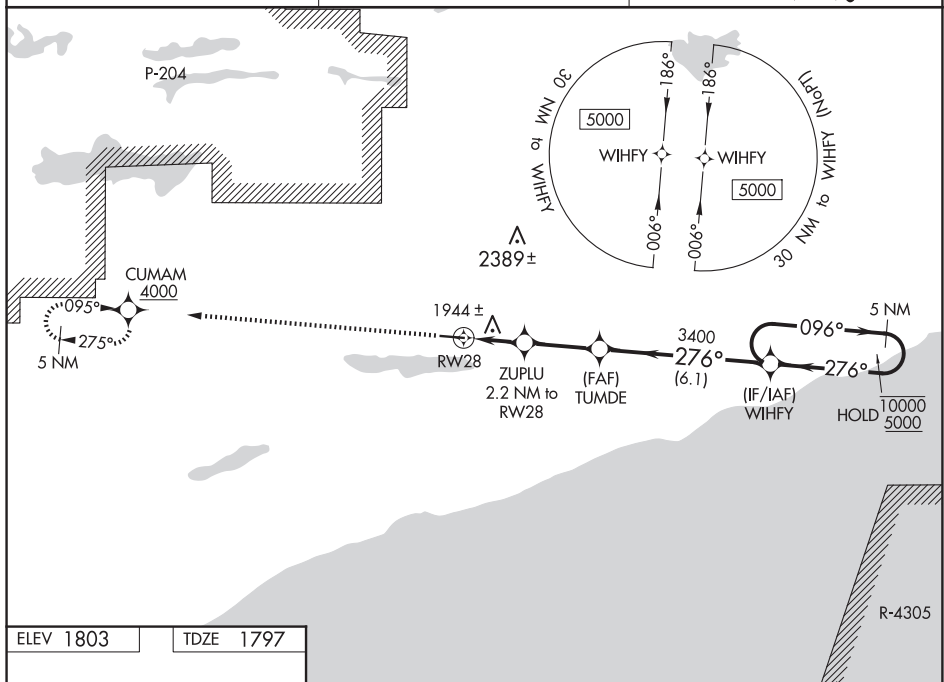 P-204
30 NM to WIHFY
186°
186°
30 NM to WIHFY (NoPT)
5000
WIHFY
WIHFY
5000
006°
006°
2389±
CUMAM
4000
095°
275°
5 NM
1944 ±
RW28
ZUPLU
2.2 NM to
RW28
(FAF)
TUMDE
3400
276°
(6.1)
(IF/IAF)
WIHFY
096°
5 NM
276°
HOLD
10000
5000
R-4305
ELEV 1803
TDZE 1797